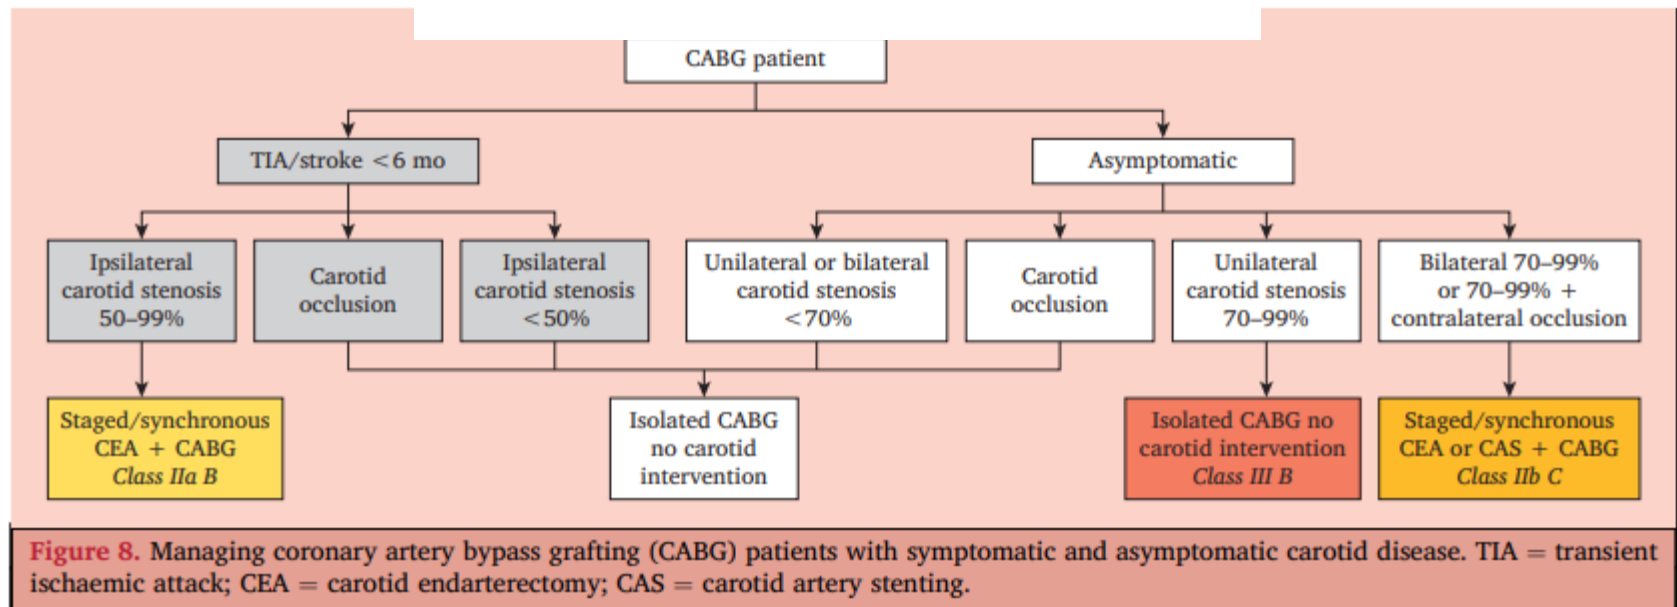 CABG patient
TIA/stroke <6 mo
Asymptomatic
Ipsilateral
carotid stenosis
50–99%
Carotid
occlusion
Ipsilateral
carotid stenosis
<50%
Unilateral or bilateral
carotid stenosis
<70%
Carotid
occlusion
Unilateral
carotid stenosis
70–99%
Bilateral 70–99%
or 70–99% +
contralateral occlusion
Staged/synchronous
CEA + CABG
Class IIa B
Isolated CABG
no carotid
intervention
Isolated CABG no
carotid intervention
Class III B
Staged/synchronous
CEA or CAS + CABG
Class IIb C
Figure 8. Managing coronary artery bypass grafting (CABG) patients with symptomatic and asymptomatic carotid disease. TIA = transient
ischaemic attack; CEA = carotid endarterectomy; CAS = carotid artery stenting.